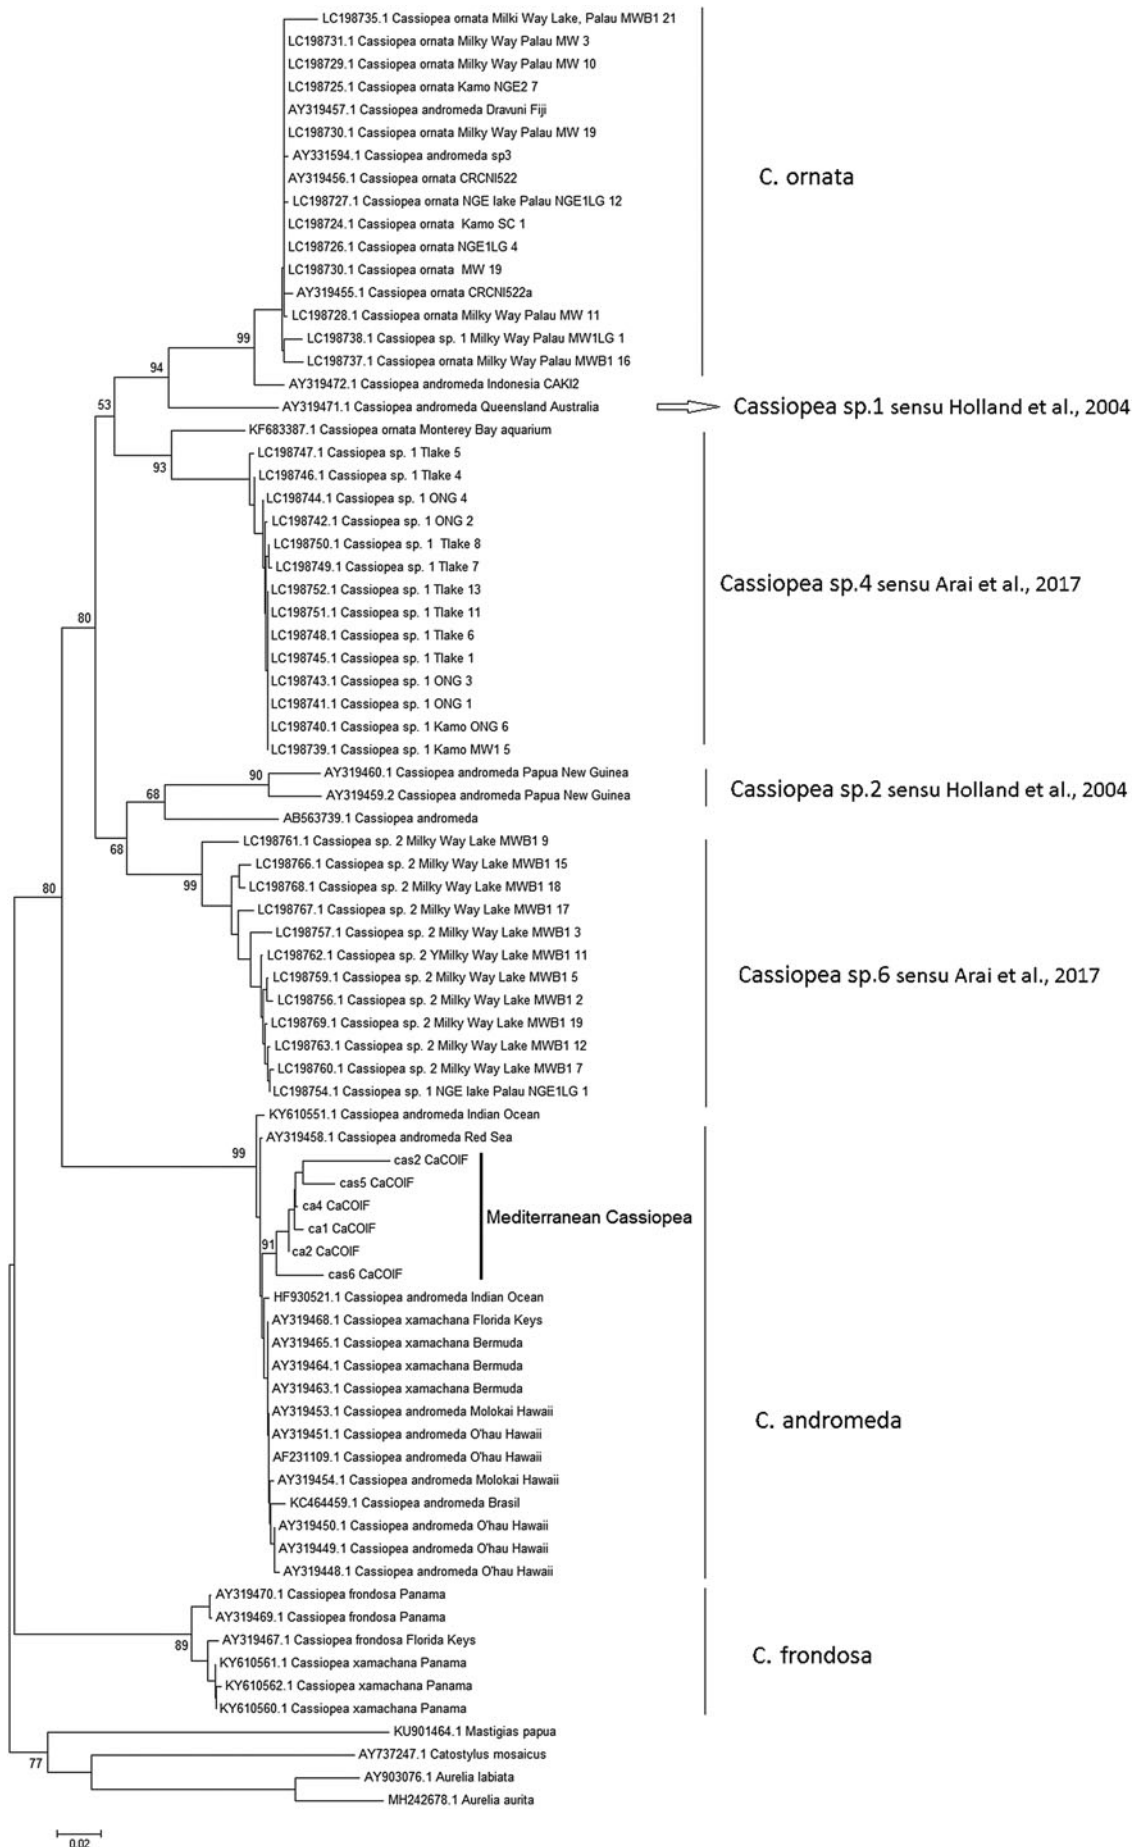 LC198735.1 Cassiopea ornata Milki Way Lake, Palau MWB1 21
LC198731.1 Cassiopea ornata Milky Way Palau MW 3
LC198729.1 Cassiopea ornata Milky Way Palau MW 10
LC198725.1 Cassiopea ornata Kamo NGE2 7
AY319457.1 Cassiopea andromeda Dravuni Fiji
LC198730.1 Cassiopea ornata Milky Way Palau MW 19
AY331594.1 Cassiopea andromeda sp3
C. ornata
AY319456.1 Cassiopea ornata CRCNI522
LC198727.1 Cassiopea ornata NGE lake Palau NGE1LG 12
LC198724.1 Cassiopea ornata Kamo SC 1
LC198726.1 Cassiopea ornata NGE1LG 4
LC198730.1 Cassiopea ornata MW 19
AY319455.1 Cassiopea ornata CRCNI522a
LC198728.1 Cassiopea ornata Milky Way Palau MW 11
LC198738.1 Cassiopea sp. 1 Milky Way Palau MW1LG 1
99
LC198737.1 Cassiopea ornata Milky Way Palau MWB1 16
94
AY319472.1 Cassiopea andromeda Indonesia CAKI2
53
AY319471.1 Cassiopea andromeda Queensland Australia
Cassiopea sp.1 sensu Holland et al., 2004
KF683387.1 Cassiopea ornata Monterey Bay aquarium
93
LC198747.1 Cassiopea sp. 1 Tlake 5
LC198746.1 Cassiopea sp. 1 Tlake 4
LC198744.1 Cassiopea sp. 1 ONG 4
LC198742.1 Cassiopea sp. 1 ONG 2
LC198750.1 Cassiopea sp. 1 Tlake 8
LC198749.1 Cassiopea sp. 1 Tlake 7
Cassiopea sp.4 sensu Arai et al., 2017
LC198752.1 Cassiopea sp. 1 Tlake 13
LC198751.1 Cassiopea sp. 1 Tlake 11
80
LC198748.1 Cassiopea sp. 1 Tlake 6
LC198745.1 Cassiopea sp. 1 Tlake 1
LC198743.1 Cassiopea sp. 1 ONG 3
LC198741.1 Cassiopea sp. 1 ONG 1
LC198740.1 Cassiopea sp. 1 Kamo ONG 6
LC198739.1 Cassiopea sp. 1 Kamo MW1 5
90
AY319460.1 Cassiopea andromeda Papua New Guinea
Cassiopea sp.2 sensu Holland et al., 2004
68
AY319459.2 Cassiopea andromeda Papua New Guinea
AB563739.1 Cassiopea andromeda
68
LC198761.1 Cassiopea sp. 2 Milky Way Lake MWB1 9
LC198766.1 Cassiopea sp. 2 Milky Way Lake MWB1 15
80
99
LC198768.1 Cassiopea sp. 2 Milky Way Lake MWB1 18
LC198767.1 Cassiopea sp. 2 Milky Way Lake MWB1 17
LC198757.1 Cassiopea sp. 2 Milky Way Lake MWB1 3
LC198762.1 Cassiopea sp. 2 YMilky Way Lake MWB1 11
LC198759.1 Cassiopea sp. 2 Milky Way Lake MWB1 5
Cassiopea sp.6 sensu Arai et al., 2017
LC198756.1 Cassiopea sp. 2 Milky Way Lake MWB1 2
LC198769.1 Cassiopea sp. 2 Milky Way Lake MWB1 19
LC198763.1 Cassiopea sp. 2 Milky Way Lake MWB1 12
LC198760.1 Cassiopea sp. 2 Milky Way Lake MWB1 7
LC198754.1 Cassiopea sp. 1 NGE lake Palau NGE1LG 1
KY610551.1 Cassiopea andromeda Indian Ocean
99
AY319458.1 Cassiopea andromeda Red Sea
cas2 CaCOIF
cas5 CaCOIF
ca4 CaCOIF
Mediterranean Cassiopea
ca1 CaCOIF
91
ca2 CaCOIF
cas6 CaCOIF
HF930521.1 Cassiopea andromeda Indian Ocean
AY319468.1 Cassiopea xamachana Florida Keys
AY319465.1 Cassiopea xamachana Bermuda
AY319464.1 Cassiopea xamachana Bermuda
AY319463.1 Cassiopea xamachana Bermuda
AY319453.1 Cassiopea andromeda Molokai Hawaii
C. andromeda
AY319451.1 Cassiopea andromeda O'hau Hawaii
AF231109.1 Cassiopea andromeda O'hau Hawaii
AY319454.1 Cassiopea andromeda Molokai Hawaii
KC464459.1 Cassiopea andromeda Brasil
AY319450.1 Cassiopea andromeda O'hau Hawaii
AY319449.1 Cassiopea andromeda O'hau Hawaii
AY319448.1 Cassiopea andromeda O'hau Hawaii
AY319470.1 Cassiopea frondosa Panama
AY319469.1 Cassiopea frondosa Panama
89
AY319467.1 Cassiopea frondosa Florida Keys
C. frondosa
KY610561.1 Cassiopea xamachana Panama
KY610562.1 Cassiopea xamachana Panama
KY610560.1 Cassiopea xamachana Panama
KU901464.1 Mastigias papua
77
AY737247.1 Catostylus mosaicus
AY903076.1 Aurelia labiata
MH242678.1 Aurelia aurita
0.02